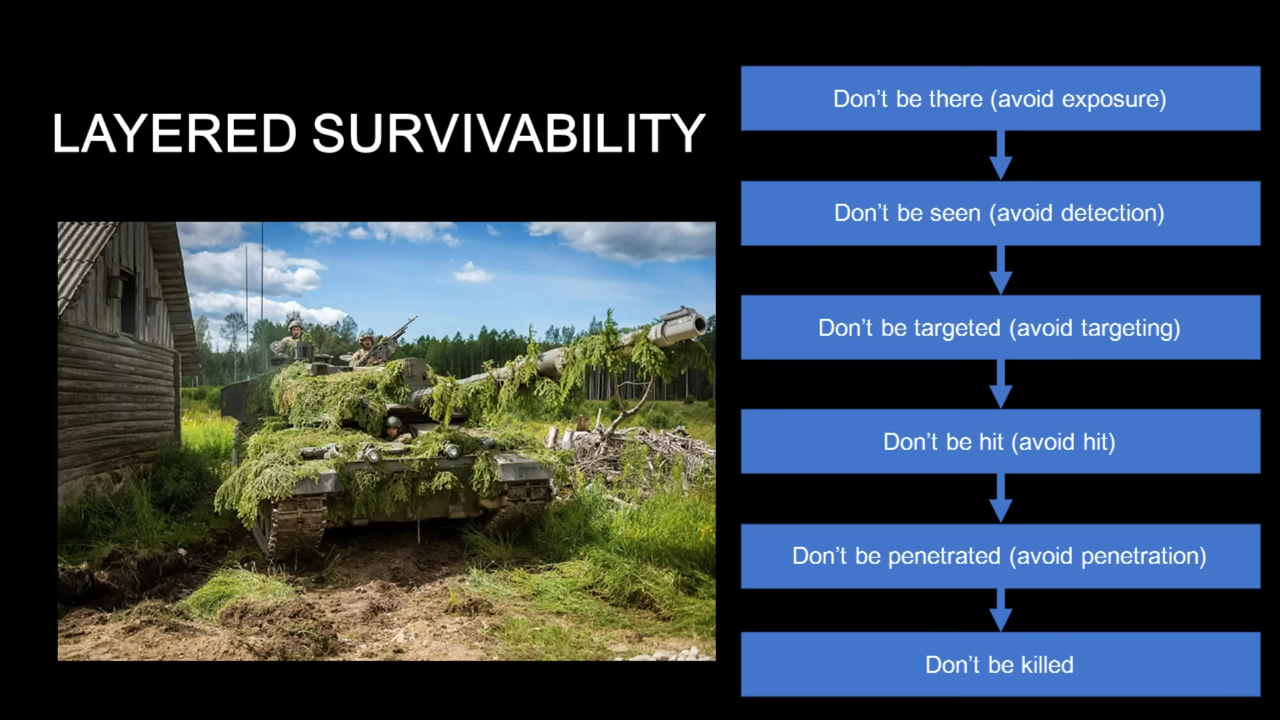 LAYERED SURVIVABILITY
Don’t be there (avoid exposure)
Don’t be seen (avoid detection)
Don’t be targeted (avoid targeting)
Don’t be hit (avoid hit)
Don’t be penetrated (avoid penetration)
Don’t be killed